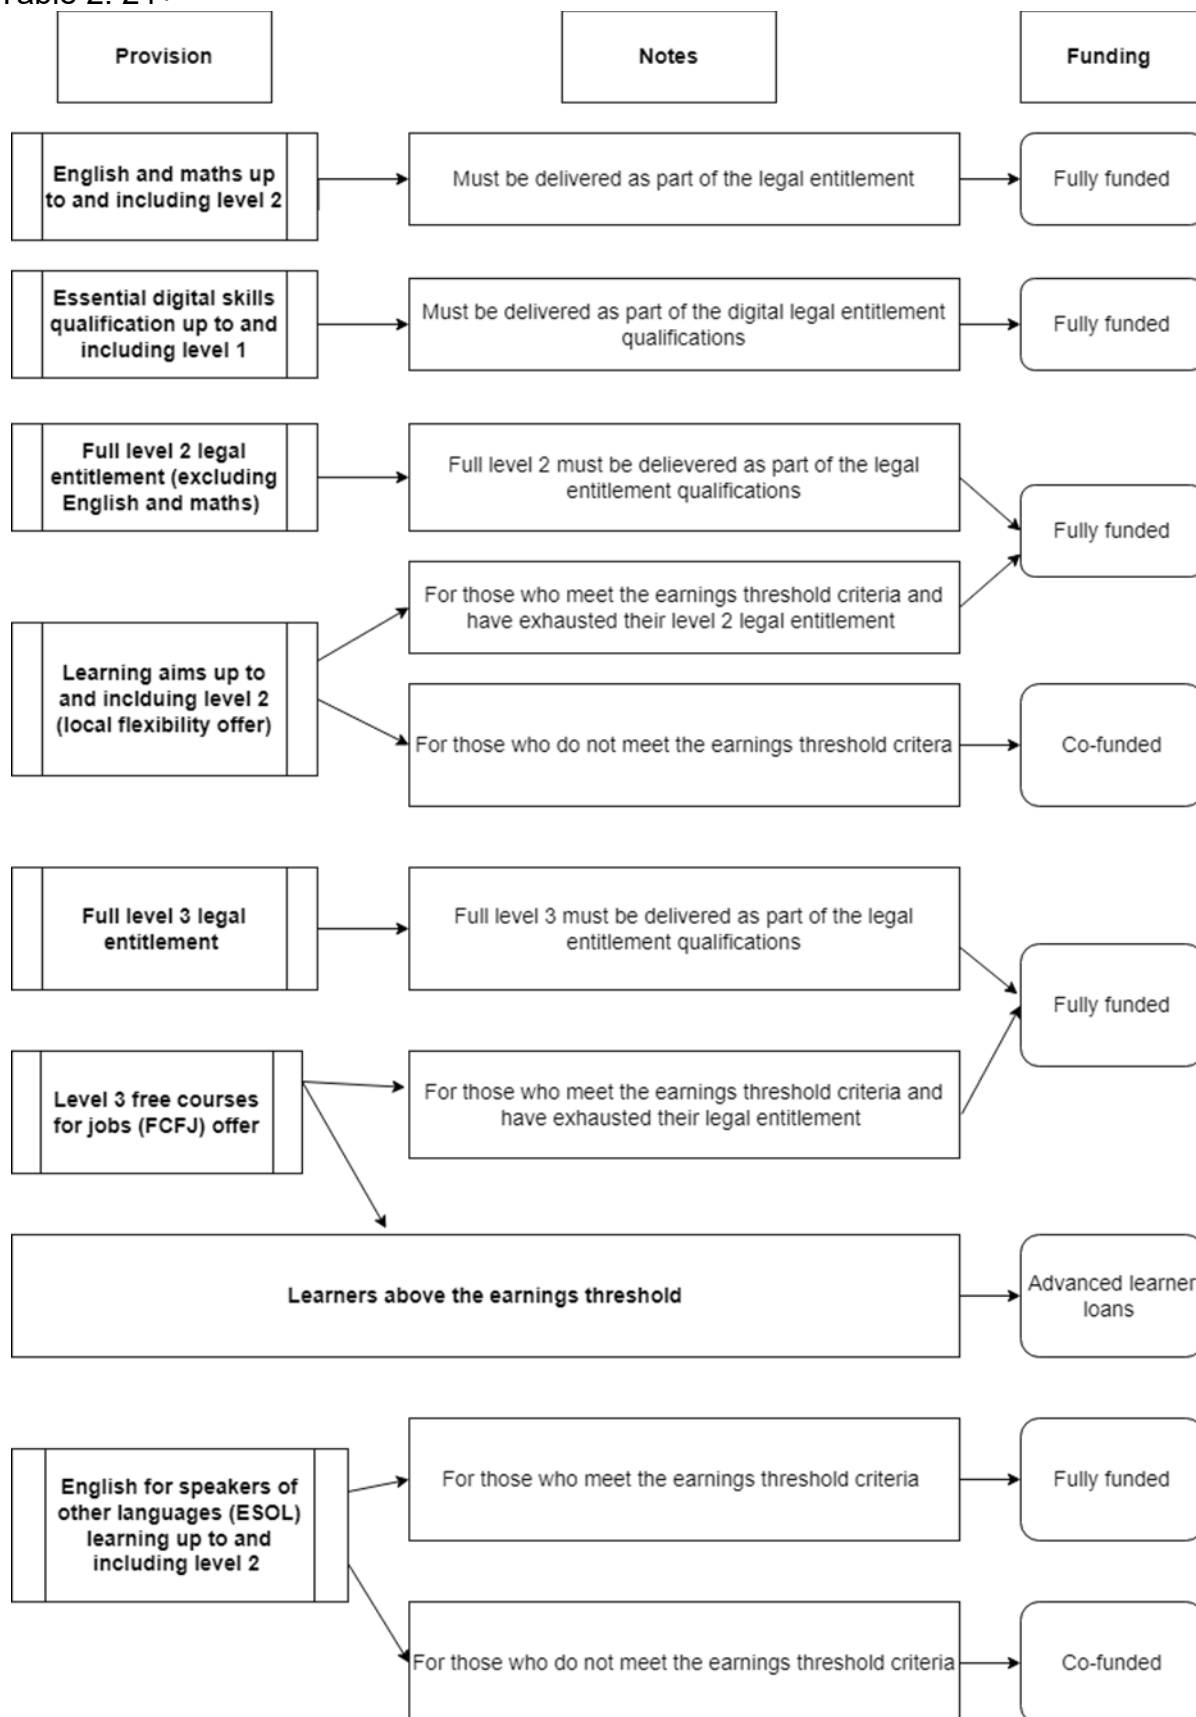 Table 2: 21+
Provision
Notes
Funding
English and maths up
to and including level 2
Must be delivered as part of the legal entitlement
Fully funded
Essential digital skills
qualification up to and
including level 1
Must be delivered as part of the digital legal entitlement
qualifications
Fully funded
Full level 2 legal
entitlement (excluding
English and maths)
Full level 2 must be delievered as part of the legal
entitlement qualifications
Fully funded
For those who meet the earnings threshold criteria and
have exhausted their level 2 legal entitlement
Learning aims up to
and inclduing level 2
(local flexibility offer)
For those who do not meet the earnings threshold critera
Co-funded
Full level 3 legal
entitlement
Full level 3 must be delivered as part of the legal
entitlement qualifications
Fully funded
Level 3 free courses
for jobs (FCFJ) offer
For those who meet the earnings threshold criteria and
have exhausted their legal entitlement
Learners above the earnings threshold
Advanced learner
loans
English for speakers of
other languages (ESOL)
learning up to and
including level 2
For those who meet the earnings threshold criteria
Fully funded
For those who do not meet the earnings threshold criteria
Co-funded